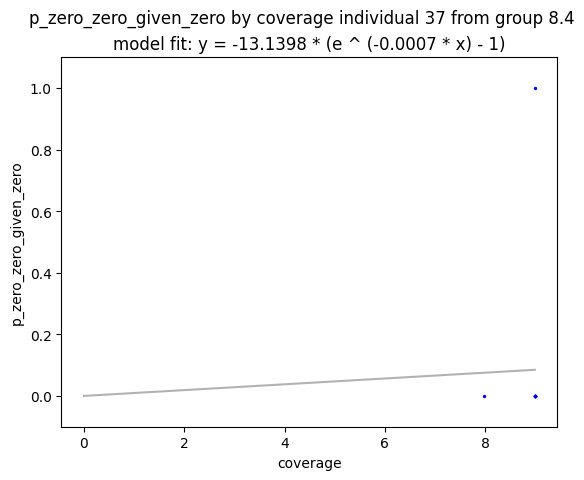 p_zero_zero_given_zero by coverage individual 37 from group 8.4
model fit: y = -13.1398 * (e ^ (-0.0007 * x) - 1)
1.0
0.8
0.6
0.4
0.2
0.0
p_zero_zero_given_zero
0 2 4 6 8
coverage